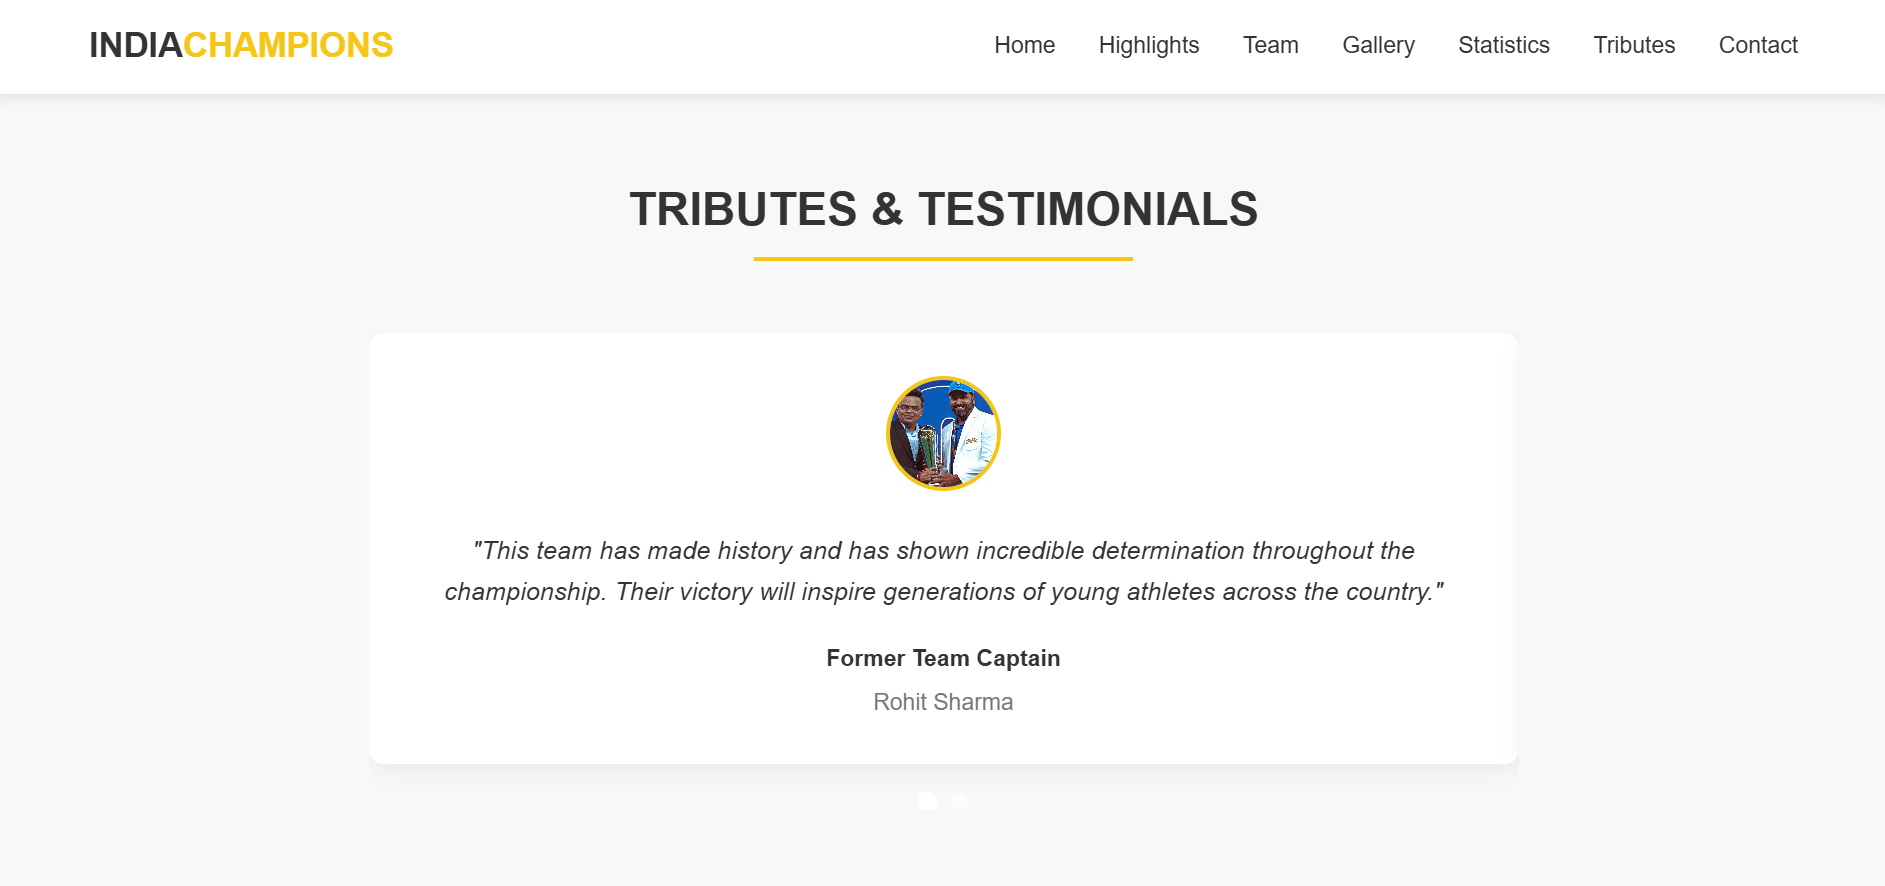 INDIACHAMPIONS
Home Highlights Team Gallery Statistics Tributes Contact
TRIBUTES & TESTIMONIALS
"This team has made history and has shown incredible determination throughout the
championship. Their victory will inspire generations of young athletes across the country."
Former Team Captain
Rohit Sharma